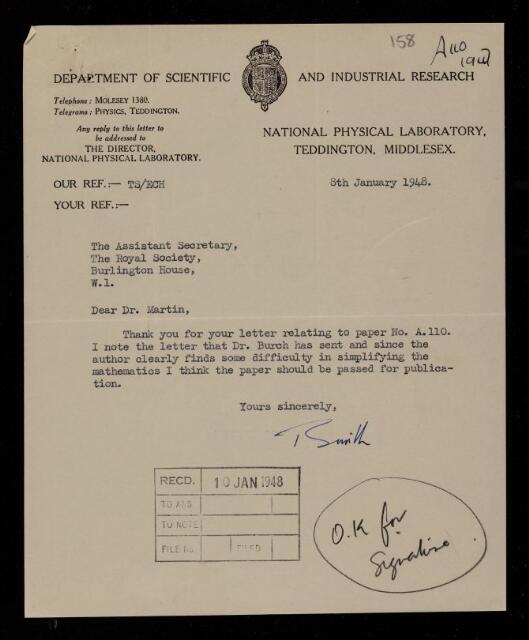 158
A110
1947
DEPARTMENT OF SCIENTIFIC AND INDUSTRIAL RESEARCH
Telephone: MOLESEY 1380.
Telegrams: PHYSICS, TEDDINGTON.
Any reply to this letter to
be addressed to
THE DIRECTOR,
NATIONAL PHYSICAL LABORATORY.
NATIONAL PHYSICAL LABORATORY,
TEDDINGTON, MIDDLESEX.
OUR REF.:— TS/ECH
8th January 1948.
YOUR REF.:—
The Assistant Secretary,
The Royal Society,
Burlington House,
W.1.
Dear Dr. Martin,
Thank you for your letter relating to paper No. A.110.
I note the letter that Dr. Burch has sent and since the
author clearly finds some difficulty in simplifying the
mathematics I think the paper should be passed for publica-
tion.
Yours sincerely,
T Smith
RECD. 10 JAN 1948
TO ANS.
TO NOTE
FILE No. FILED
O.K for
Signature